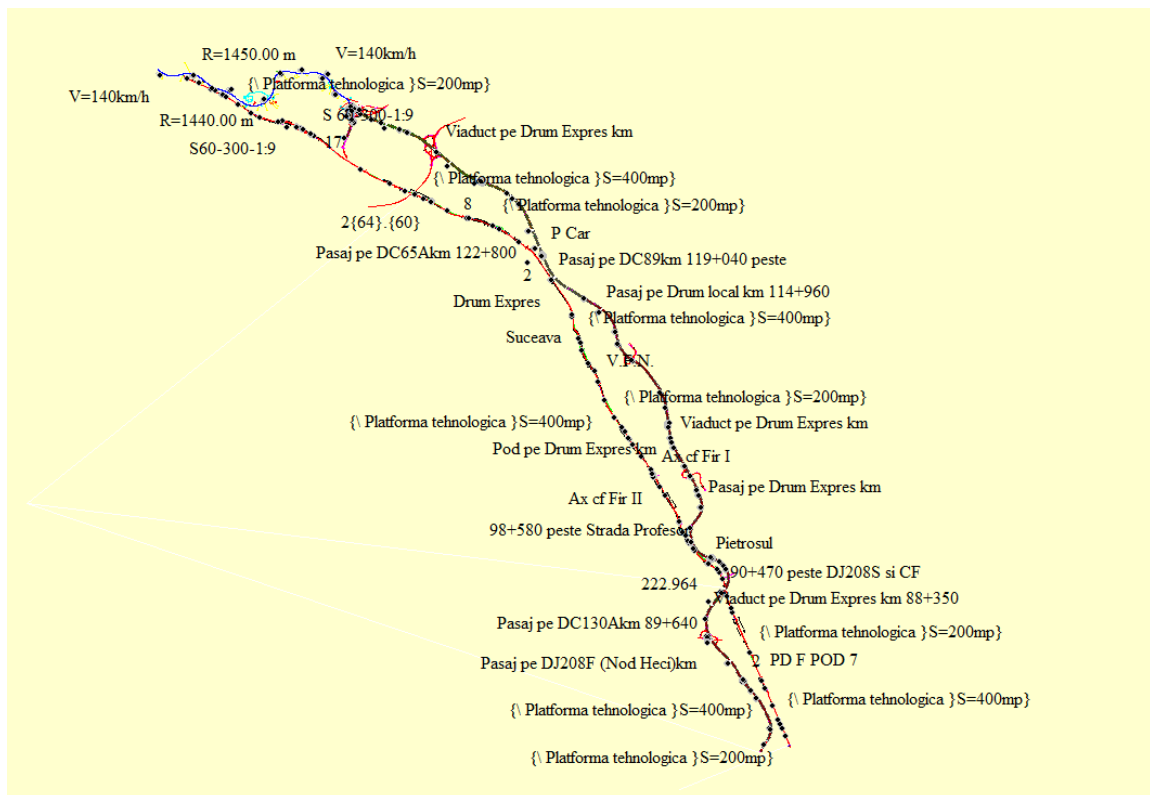 R=1450.00 m
V=140km/h
{\ Platforma tehnologica }S=200mp}
V=140km/h
R=1440.00 m
S 60-300-1:9
Viaduct pe Drum Expres km
17
S60-300-1:9
{\ Platforma tehnologica }S=400mp}
8
{\ Platforma tehnologica }S=200mp}
2{64}.{60}
P Car
Pasaj pe DC65Akm 122+800
Pasaj pe DC89km 119+040 peste
2
Drum Expres
Pasaj pe Drum local km 114+960
{\ Platforma tehnologica }S=400mp}
Suceava
V.F.N.
{\ Platforma tehnologica }S=200mp}
{\ Platforma tehnologica }S=400mp}
Viaduct pe Drum Expres km
Pod pe Drum Expres km
Ax cf Fir I
Pasaj pe Drum Expres km
Ax cf Fir II
98+580 peste Strada Profesor
Pietrosul
90+470 peste DJ208S si CF
222.964
Viaduct pe Drum Expres km 88+350
Pasaj pe DC130Akm 89+640
{\ Platforma tehnologica }S=200mp}
Pasaj pe DJ208F (Nod Heci)km
2
PD F POD 7
{\ Platforma tehnologica }S=400mp}
{\ Platforma tehnologica }S=400mp}
{\ Platforma tehnologica }S=200mp}